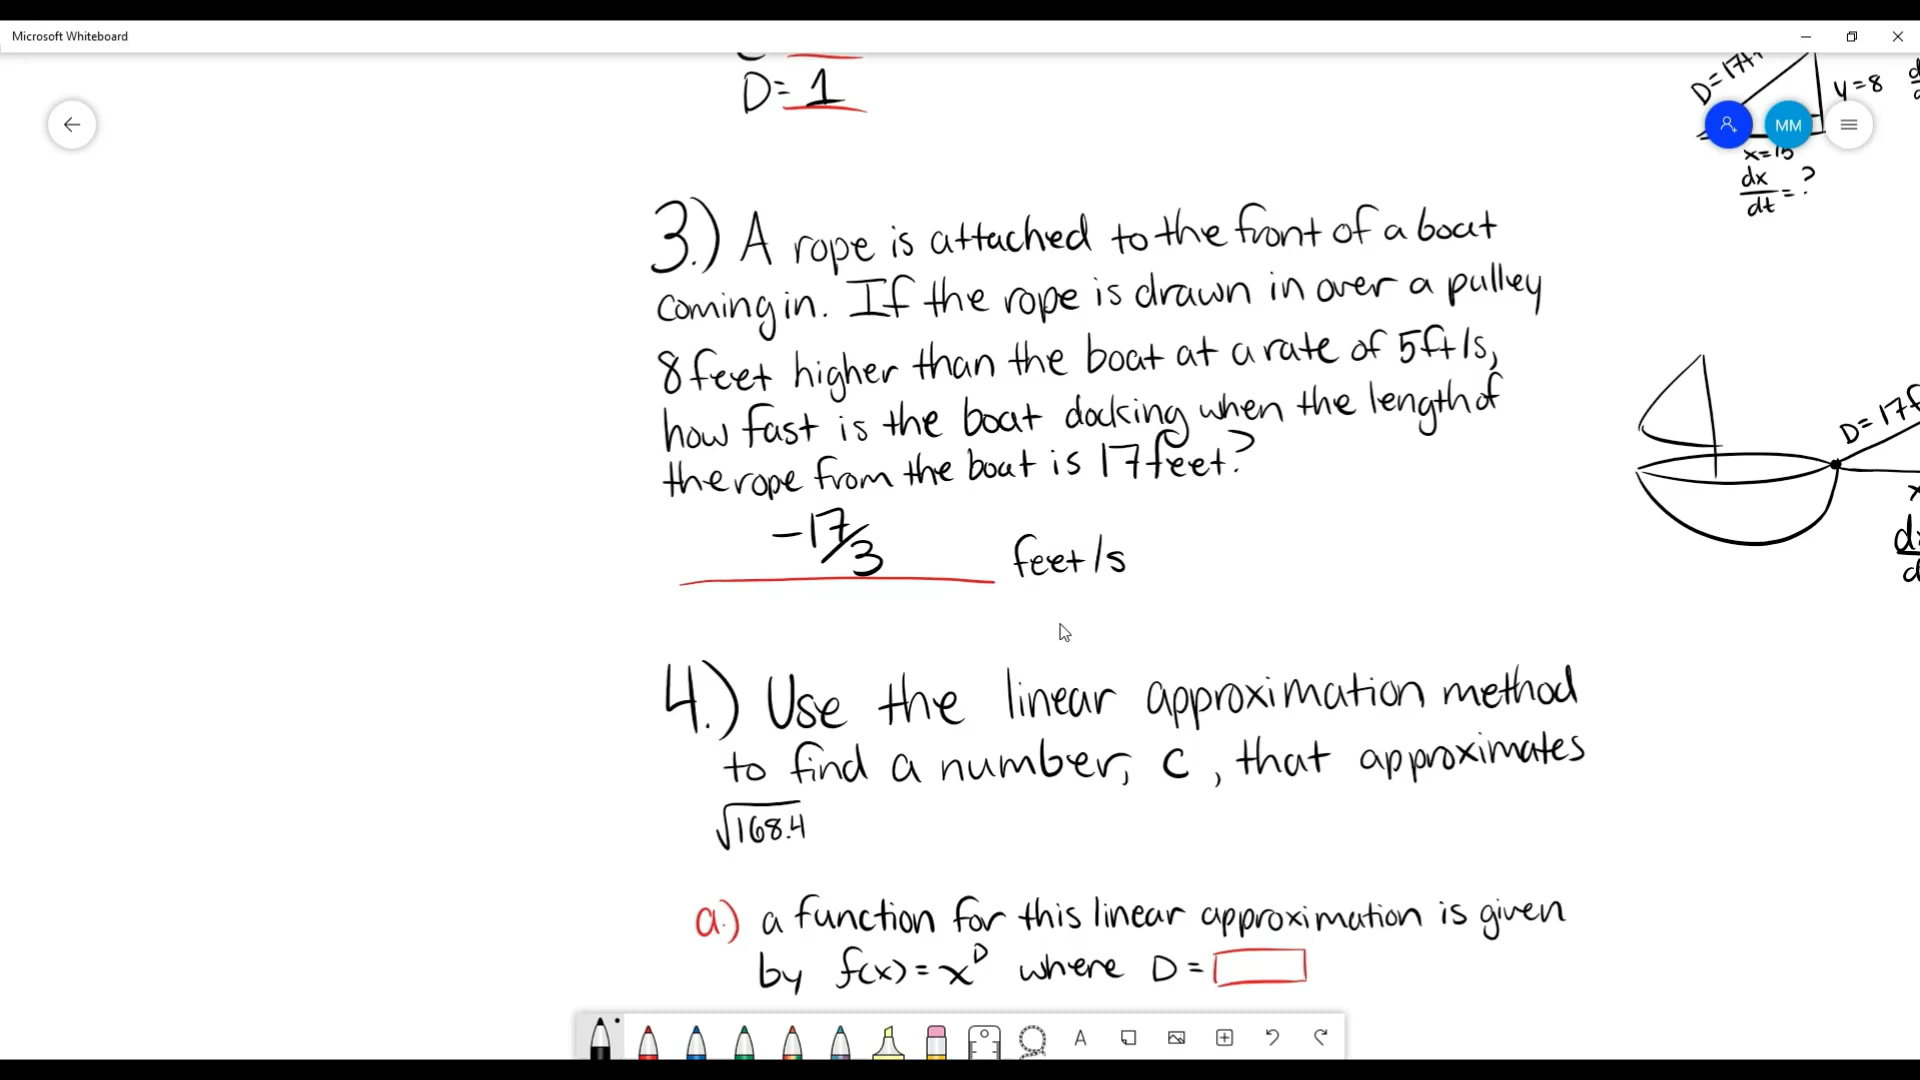 Microsoft Whiteboard
D= 1
D=17ft
y=8
MM
x=15
dx
dt
= ?
3.) A rope is attached to the front of a boat
coming in. If the rope is drawn in over a pulley
8 feet higher than the boat at a rate of 5ft/s,
how fast is the boat docking when the length of
the rope from the boat is 17 feet?
-17/3 feet/s
D=17f
x
4.) Use the linear approximation method
to find a number, c, that approximates
√168.4
a.) a function for this linear approximation is given
by f(x)=x^D where D=
A